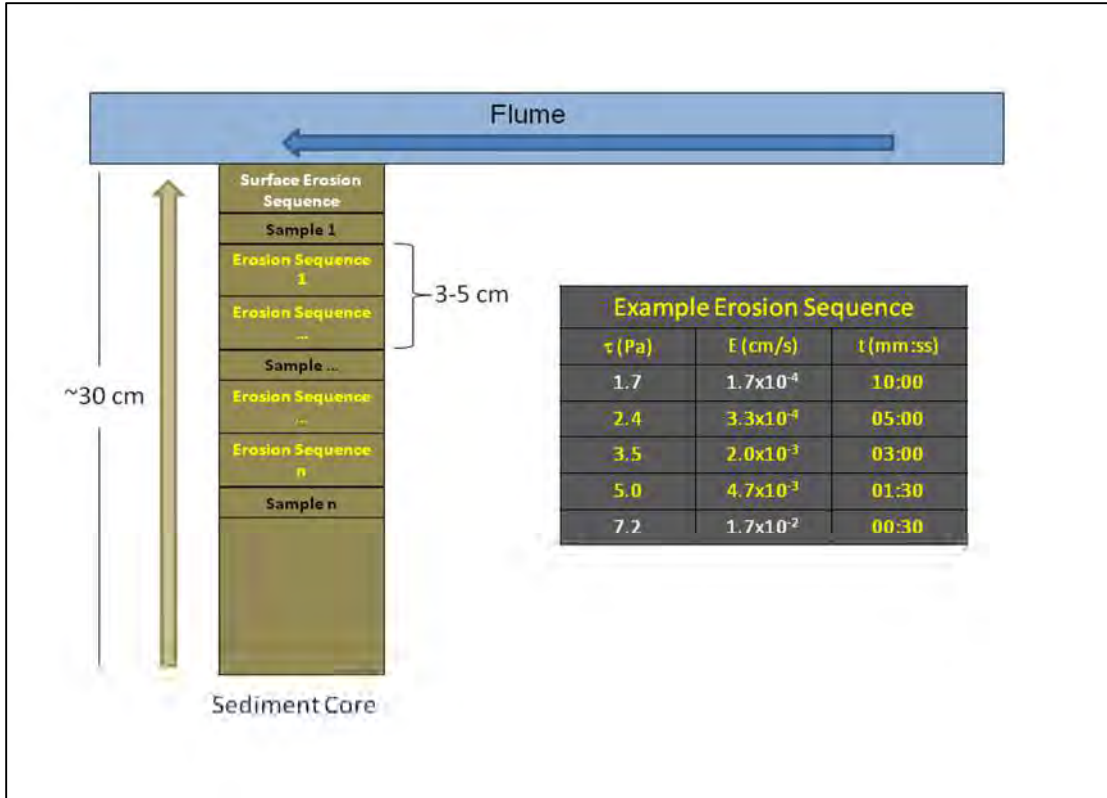 Flume
Surface Erosion
Sequence
Sample 1
Erosion Sequence
1
Erosion Sequence
...
Sample ...
Erosion Sequence
...
Erosion Sequence
n
Sample n
3-5 cm
~30 cm
Sediment Core
Example Erosion Sequence
τ (Pa) E (cm/s) t (mm:ss)
1.7 1.7x10⁻⁴ 10:00
2.4 3.3x10⁻⁴ 05:00
3.5 2.0x10⁻³ 03:00
5.0 4.7x10⁻³ 01:30
7.2 1.7x10⁻² 00:30